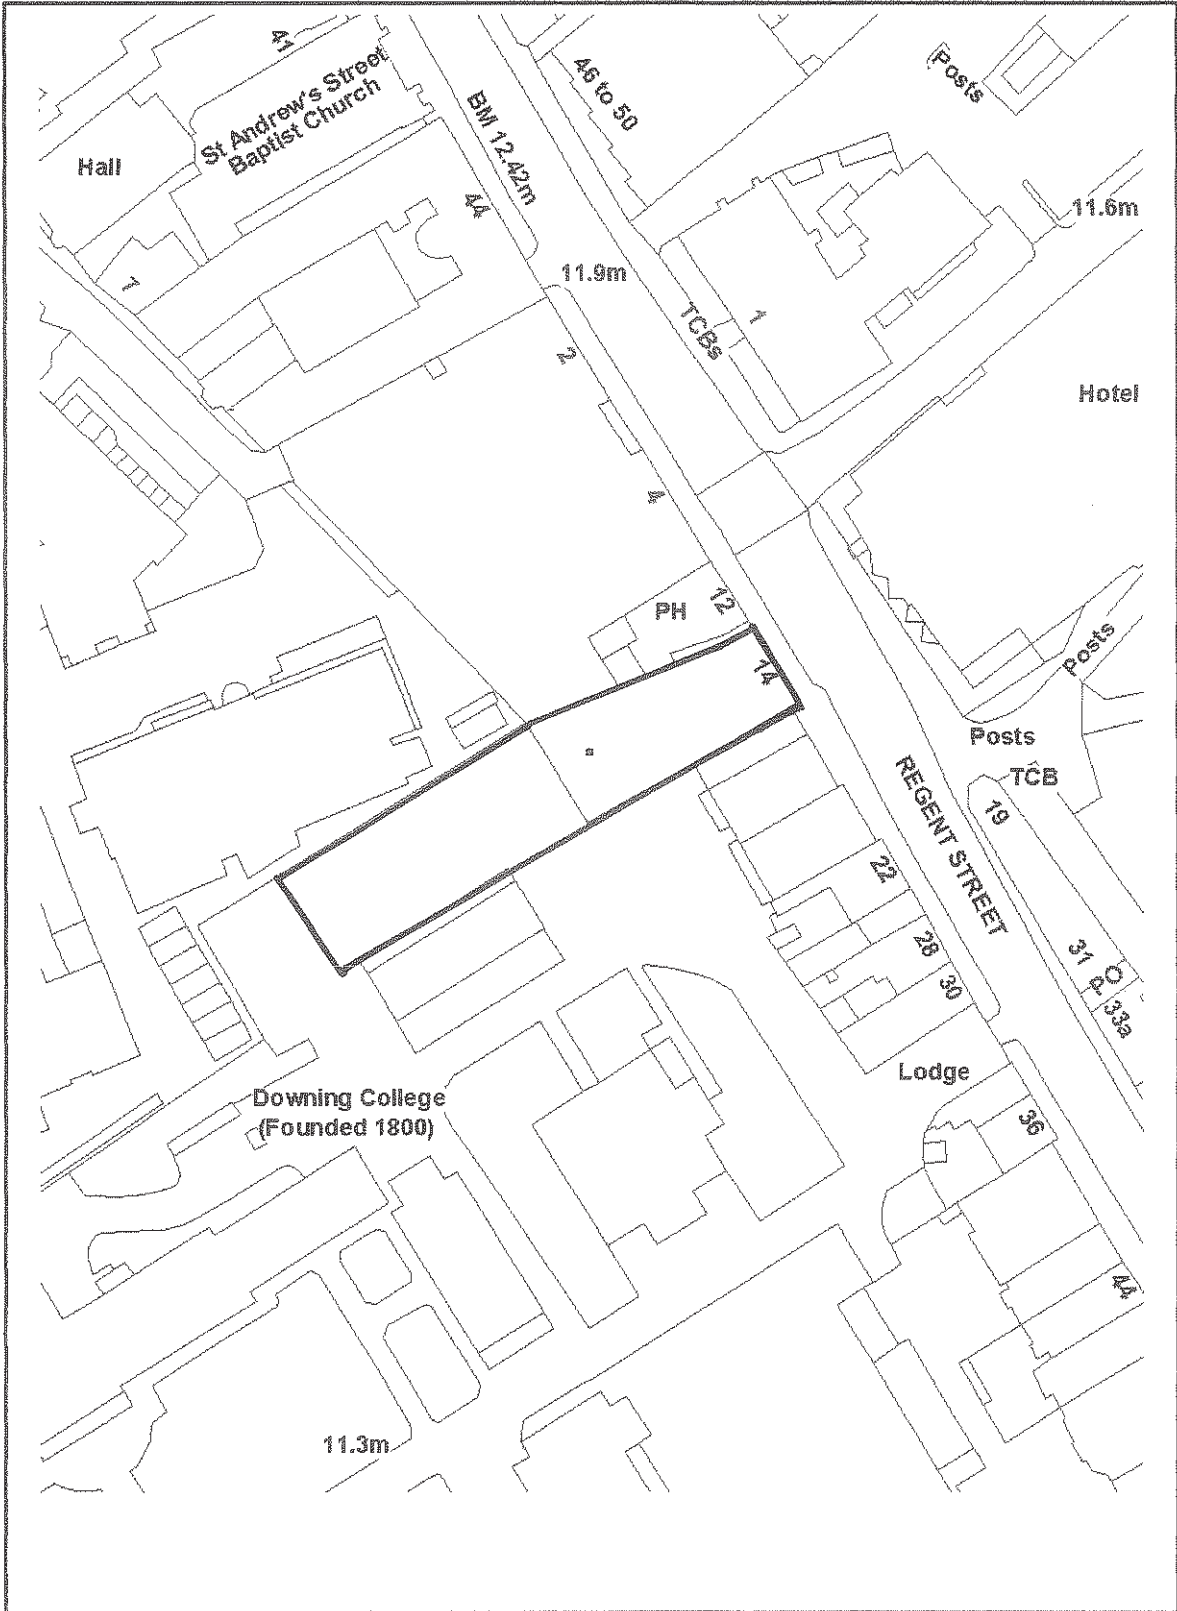 41
St Andrew's Street
Baptist Church
Hall
46 to 50
Posts
BM 12.42m
44
11.6m
7
11.9m
TCBs
1
2
Hotel
4
PH
12
14
Posts
Posts
TCB
REGENT STREET
19
22
28
30
31
P
O
33a
Lodge
Downing College
(Founded 1800)
36
44
11.3m